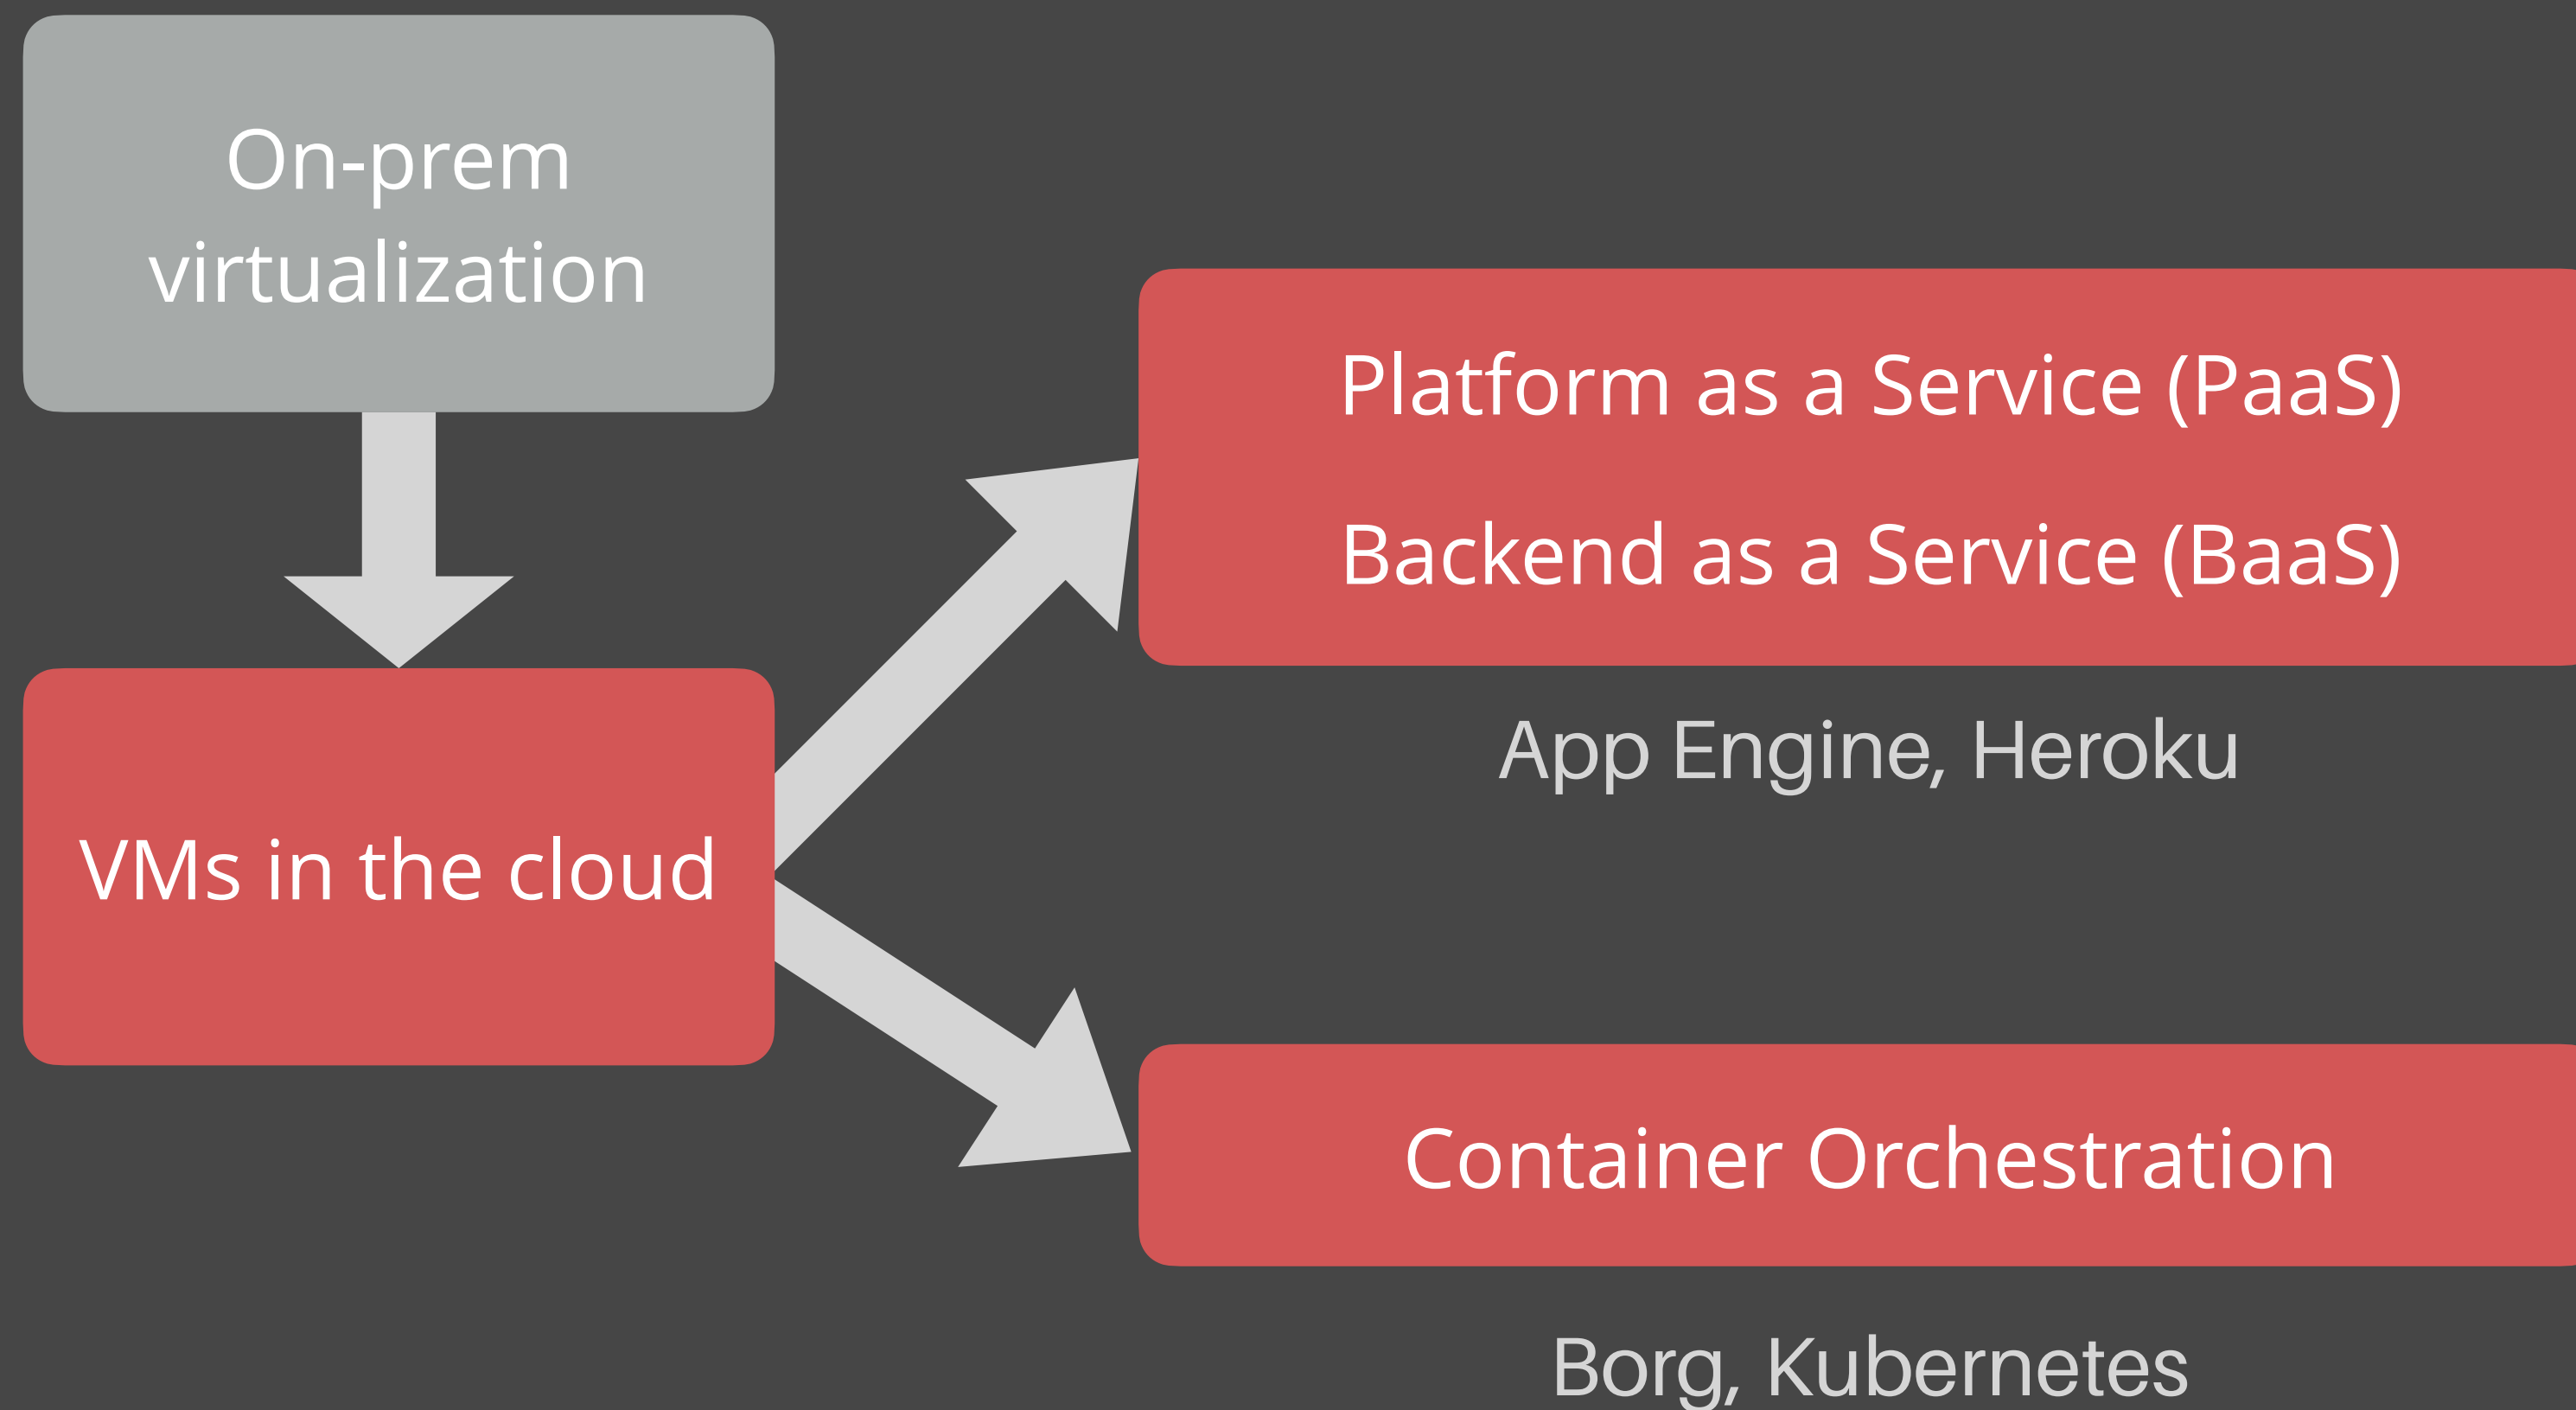 On-prem
virtualization
Platform as a Service (PaaS)
Backend as a Service (BaaS)
App Engine, Heroku
VMs in the cloud
Container Orchestration
Borg, Kubernetes